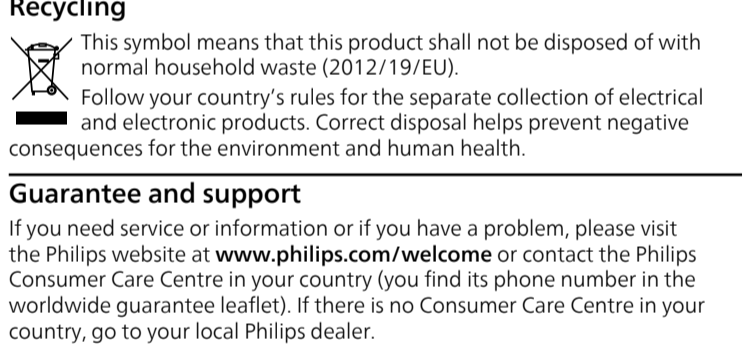 Recycling
This symbol means that this product shall not be disposed of with
normal household waste (2012/19/EU).
Follow your country’s rules for the separate collection of electrical
and electronic products. Correct disposal helps prevent negative
consequences for the environment and human health.
Guarantee and support
If you need service or information or if you have a problem, please visit
the Philips website at www.philips.com/welcome or contact the Philips
Consumer Care Centre in your country (you find its phone number in the
worldwide guarantee leaflet). If there is no Consumer Care Centre in your
country, go to your local Philips dealer.